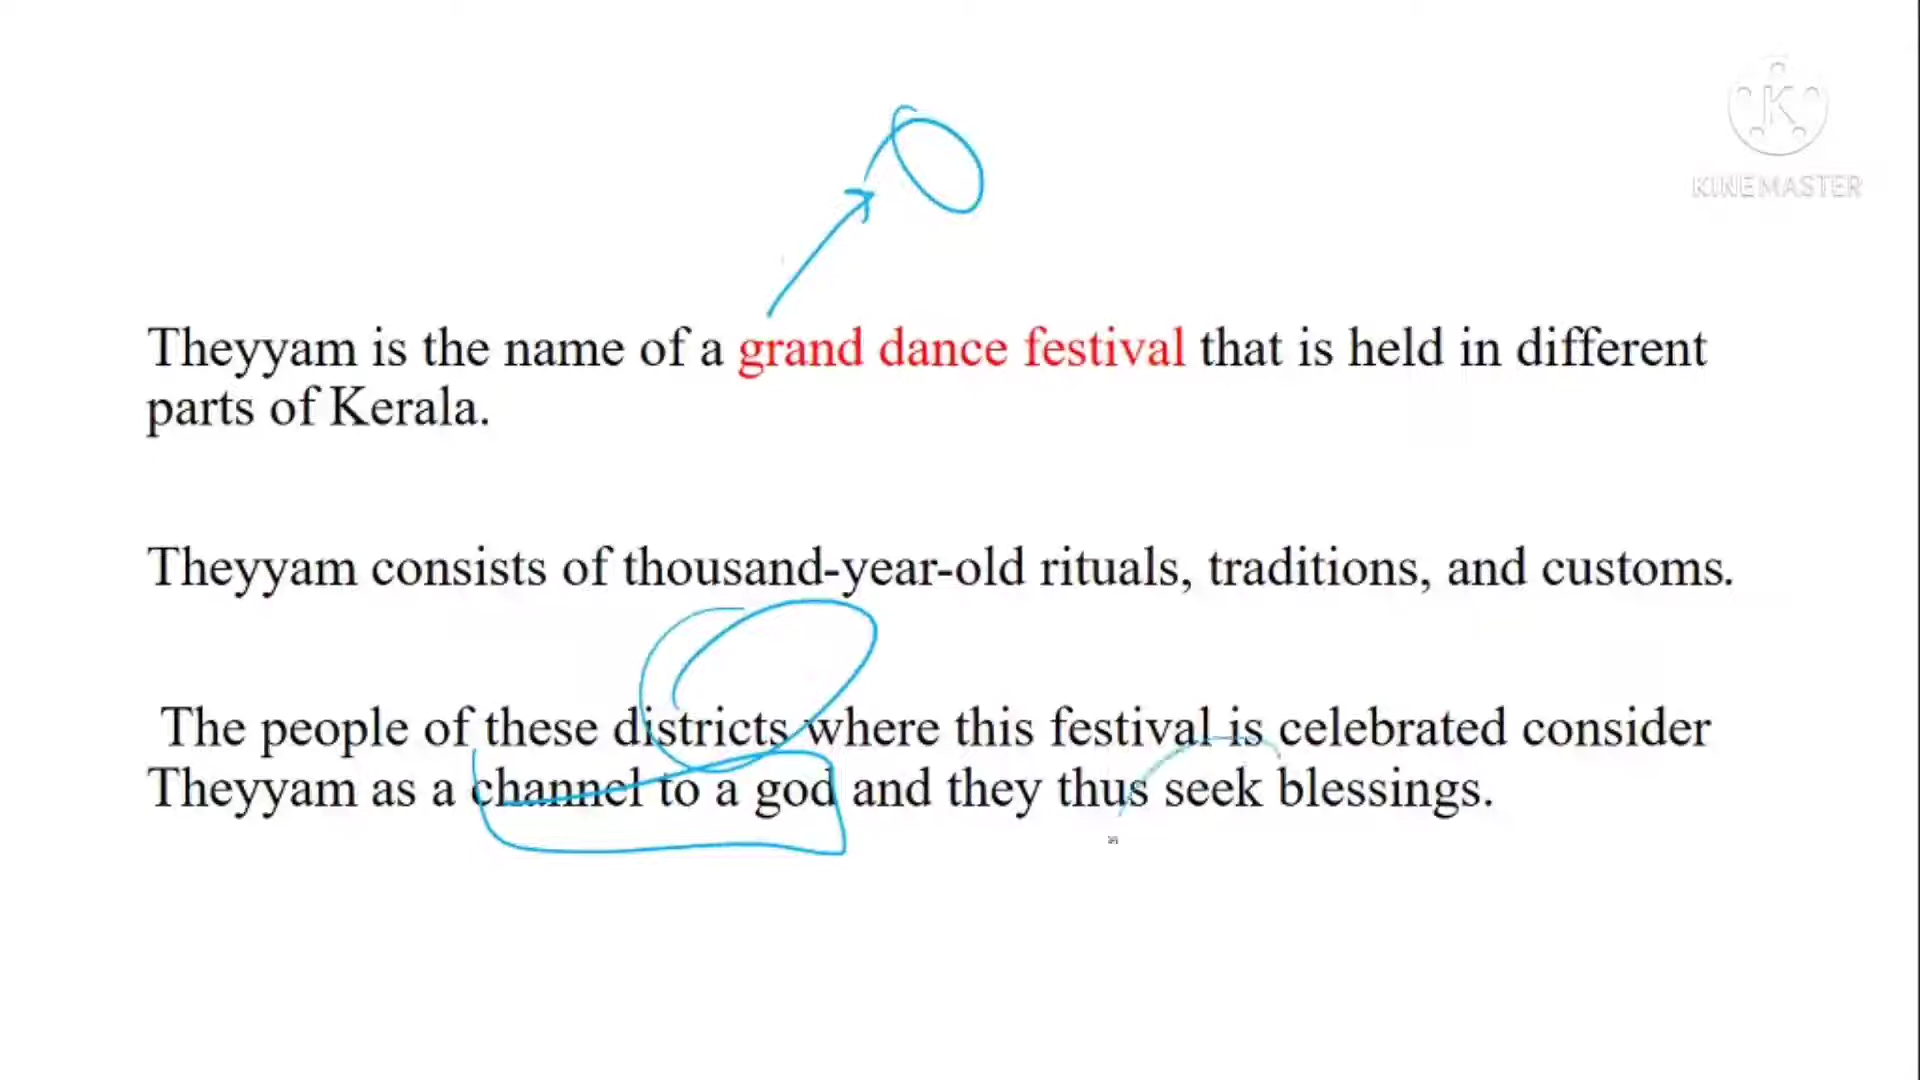 KINEMASTER
Theyyam is the name of a grand dance festival that is held in different
parts of Kerala.
Theyyam consists of thousand-year-old rituals, traditions, and customs.
The people of these districts where this festival is celebrated consider
Theyyam as a channel to a god and they thus seek blessings.